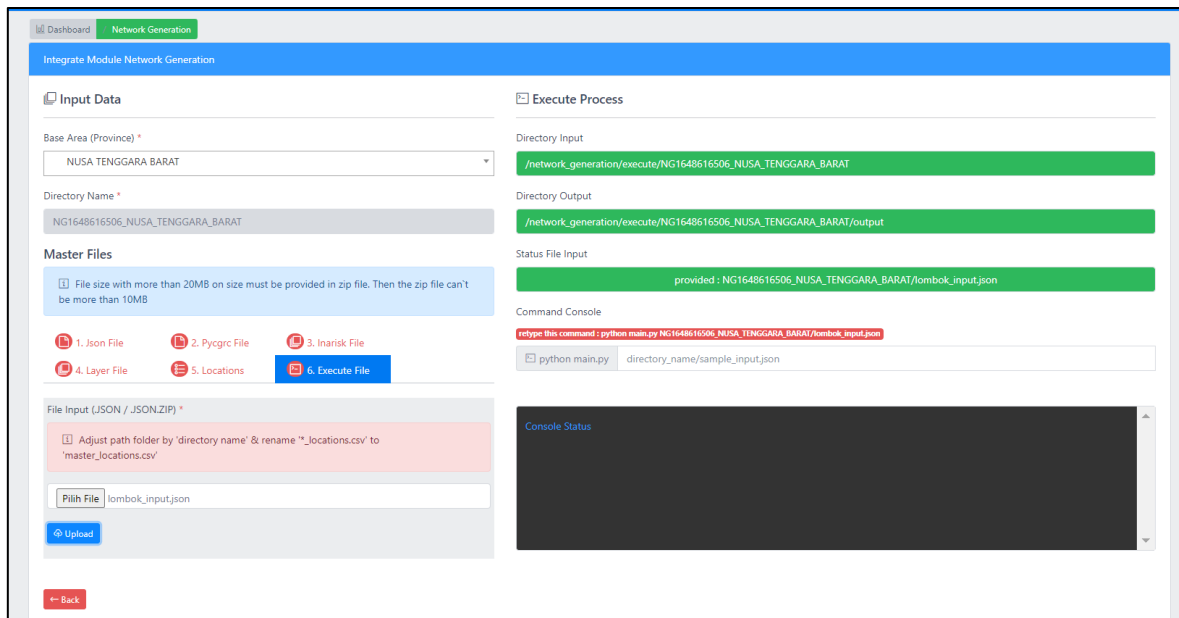 Dashboard
Network Generation
Integrate Module Network Generation
Input Data
Base Area (Province) *
NUSA TENGGARA BARAT
Directory Name *
NG1648616506_NUSA_TENGGARA_BARAT
Master Files
File size with more than 20MB on size must be provided in zip file. Then the zip file can`t
be more than 10MB
1. Json File
2. Pycgrc File
3. Inarisk File
4. Layer File
5. Locations
6. Execute File
File Input (.JSON / .JSON.ZIP) *
Adjust path folder by 'directory name' & rename '*_locations.csv' to
'master_locations.csv'
Pilih File lombok_input.json
Upload
← Back
Execute Process
Directory Input
/network_generation/execute/NG1648616506_NUSA_TENGGARA_BARAT
Directory Output
/network_generation/execute/NG1648616506_NUSA_TENGGARA_BARAT/output
Status File Input
provided : NG1648616506_NUSA_TENGGARA_BARAT/lombok_input.json
Command Console
retype this command : python main.py NG1648616506_NUSA_TENGGARA_BARAT/lombok_input.json
python main.py directory_name/sample_input.json
Console Status